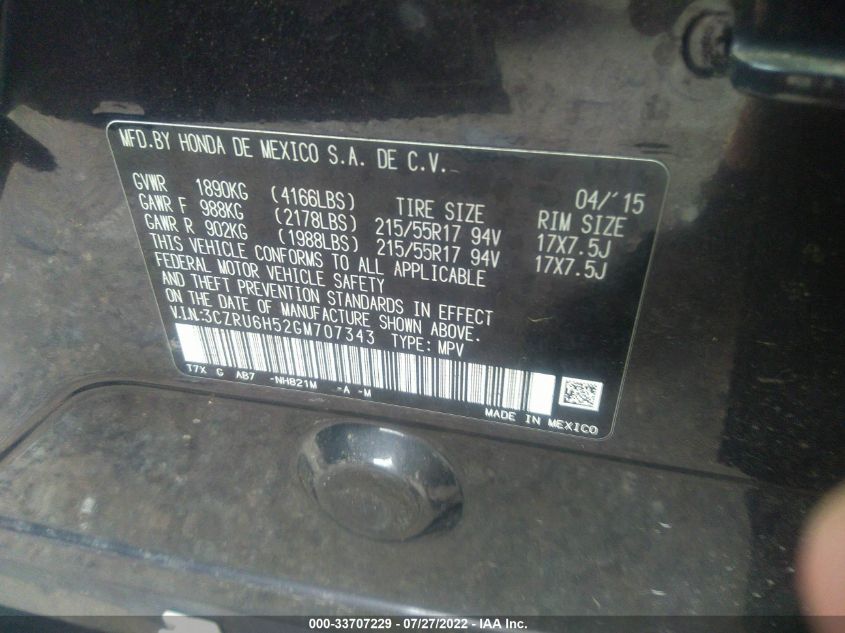 MFD.BY HONDA DE MEXICO S.A. DE C.V.
04/'15
GVWR 1890KG (4166LBS) TIRE SIZE RIM SIZE
GAWR F 988KG (2178LBS) 215/55R17 94V 17X7.5J
GAWR R 902KG (1988LBS) 215/55R17 94V 17X7.5J
THIS VEHICLE CONFORMS TO ALL APPLICABLE
FEDERAL MOTOR VEHICLE SAFETY
AND THEFT PREVENTION STANDARDS IN EFFECT
ON THE DATE OF MANUFACTURE SHOWN ABOVE.
V.I.N:3CZRU6H52GM707343 TYPE: MPV
T7X G AB7 -NH821M -A -M
MADE IN MEXICO
000-33707229 - 07/27/2022 - IAA Inc.